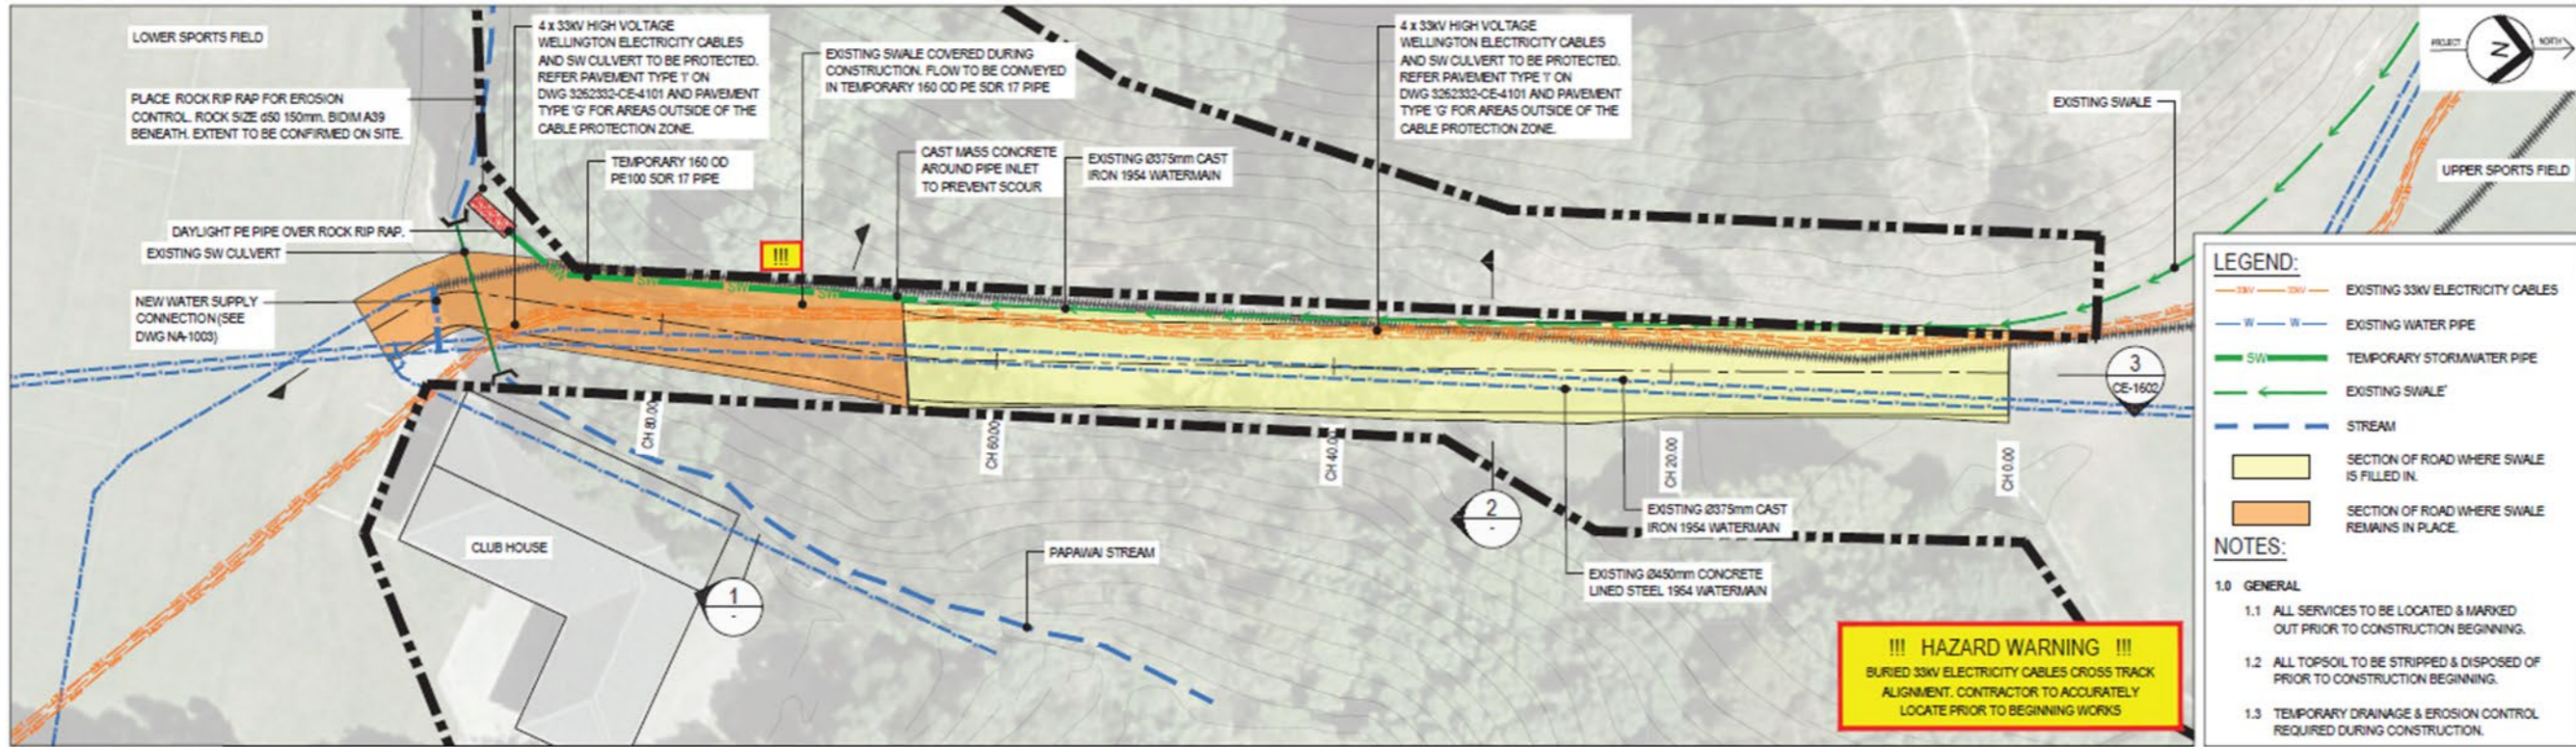 LOWER SPORTS FIELD
PLACE ROCK RIP RAP FOR EROSION
CONTROL. ROCK SIZE d50 150mm. BIDIM A39
BENEATH. EXTENT TO BE CONFIRMED ON SITE.
DAYLIGHT PE PIPE OVER ROCK RIP RAP.
EXISTING SW CULVERT
NEW WATER SUPPLY
CONNECTION (SEE
DWG NA-1003)
4 x 33kV HIGH VOLTAGE
WELLINGTON ELECTRICITY CABLES
AND SW CULVERT TO BE PROTECTED.
REFER PAVEMENT TYPE 'I' ON
DWG 3262332-CE-4101 AND PAVEMENT
TYPE 'G' FOR AREAS OUTSIDE OF THE
CABLE PROTECTION ZONE.
TEMPORARY 160 OD
PE100 SDR 17 PIPE
EXISTING SWALE COVERED DURING
CONSTRUCTION. FLOW TO BE CONVEYED
IN TEMPORARY 160 OD PE SDR 17 PIPE
!!!
CAST MASS CONCRETE
AROUND PIPE INLET
TO PREVENT SCOUR
EXISTING Ø375mm CAST
IRON 1954 WATERMAIN
4 x 33kV HIGH VOLTAGE
WELLINGTON ELECTRICITY CABLES
AND SW CULVERT TO BE PROTECTED.
REFER PAVEMENT TYPE 'I' ON
DWG 3262332-CE-4101 AND PAVEMENT
TYPE 'G' FOR AREAS OUTSIDE OF THE
CABLE PROTECTION ZONE.
EXISTING SWALE
PROJECT
N
NORTH
UPPER SPORTS FIELD
SW
SW
SW
SW
CH 80.00
CH 60.00
CH 40.00
CH 20.00
CH 0.00
3
CE-1602
2
-
1
-
CLUB HOUSE
PAPAWAI STREAM
EXISTING Ø375mm CAST
IRON 1954 WATERMAIN
EXISTING Ø450mm CONCRETE
LINED STEEL 1954 WATERMAIN
!!! HAZARD WARNING !!!
BURIED 33kV ELECTRICITY CABLES CROSS TRACK
ALIGNMENT. CONTRACTOR TO ACCURATELY
LOCATE PRIOR TO BEGINNING WORKS
LEGEND:
33kV 33kV EXISTING 33kV ELECTRICITY CABLES
W W EXISTING WATER PIPE
SW TEMPORARY STORMWATER PIPE
EXISTING SWALE'
STREAM
SECTION OF ROAD WHERE SWALE
IS FILLED IN.
SECTION OF ROAD WHERE SWALE
REMAINS IN PLACE.
NOTES:
1.0 GENERAL
1.1 ALL SERVICES TO BE LOCATED & MARKED
OUT PRIOR TO CONSTRUCTION BEGINNING.
1.2 ALL TOPSOIL TO BE STRIPPED & DISPOSED OF
PRIOR TO CONSTRUCTION BEGINNING.
1.3 TEMPORARY DRAINAGE & EROSION CONTROL
REQUIRED DURING CONSTRUCTION.